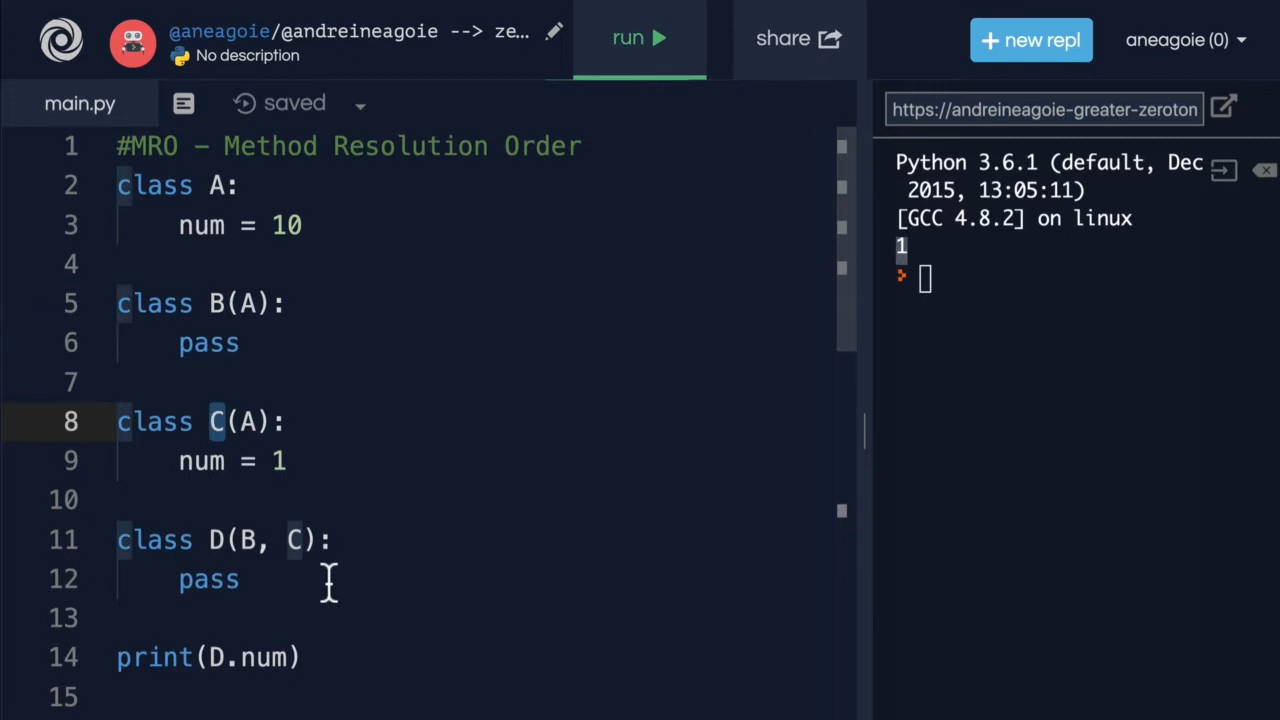 @aneagoie/@andreineagoie --> ze...
No description
run
share
+ new repl
aneagoie (0)
main.py
saved
https://andreineagoie-greater-zeroton
1 #MRO - Method Resolution Order
2 class A:
3     num = 10
4
5 class B(A):
6     pass
7
8 class C(A):
9     num = 1
10
11 class D(B, C):
12     pass
13
14 print(D.num)
15
Python 3.6.1 (default, Dec
2015, 13:05:11)
[GCC 4.8.2] on linux
1